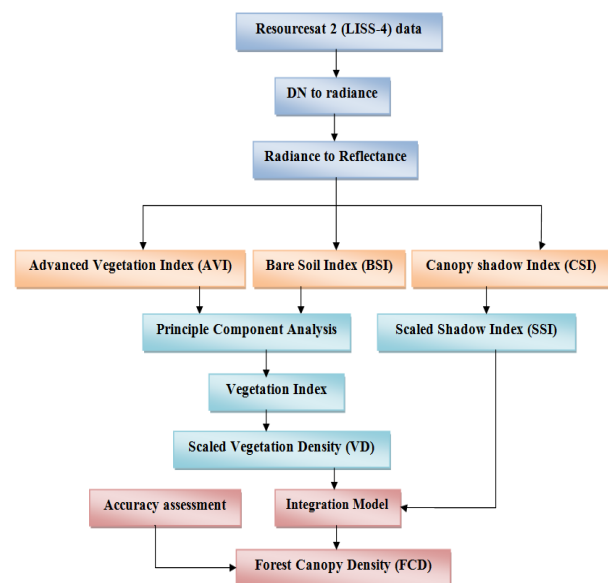 Resourcesat 2 (LISS-4) data
DN to radiance
Radiance to Reflectance
Advanced Vegetation Index (AVI)
Bare Soil Index (BSI)
Canopy shadow Index (CSI)
Principle Component Analysis
Scaled Shadow Index (SSI)
Vegetation Index
Scaled Vegetation Density (VD)
Accuracy assessment
Integration Model
Forest Canopy Density (FCD)